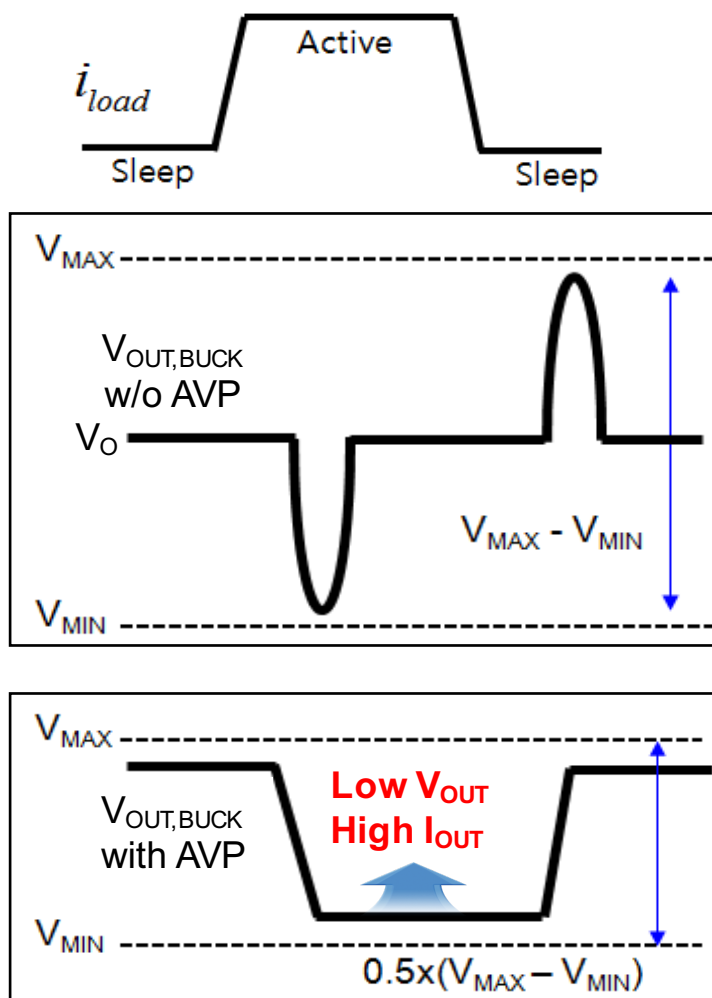 Active
i_load
Sleep
Sleep
V_MAX
V_OUT,BUCK
w/o AVP
V_O
V_MAX - V_MIN
V_MIN
V_MAX
Low V_OUT
High I_OUT
V_OUT,BUCK
with AVP
V_MIN
0.5x(V_MAX – V_MIN)